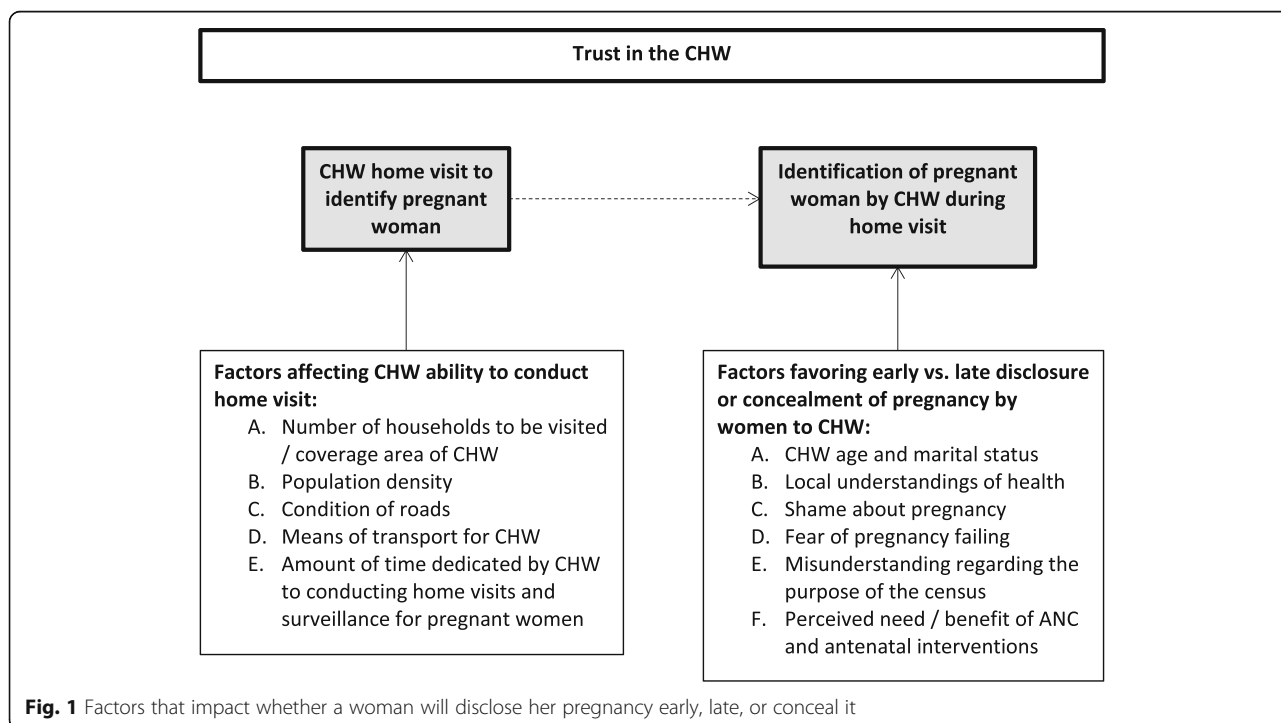 Trust in the CHW
CHW home visit to
identify pregnant
woman
Identification of pregnant
woman by CHW during
home visit
Factors affecting CHW ability to conduct
home visit:
A. Number of households to be visited
/ coverage area of CHW
B. Population density
C. Condition of roads
D. Means of transport for CHW
E. Amount of time dedicated by CHW
to conducting home visits and
surveillance for pregnant women
Factors favoring early vs. late disclosure
or concealment of pregnancy by
women to CHW:
A. CHW age and marital status
B. Local understandings of health
C. Shame about pregnancy
D. Fear of pregnancy failing
E. Misunderstanding regarding the
purpose of the census
F. Perceived need / benefit of ANC
and antenatal interventions
Fig. 1 Factors that impact whether a woman will disclose her pregnancy early, late, or conceal it